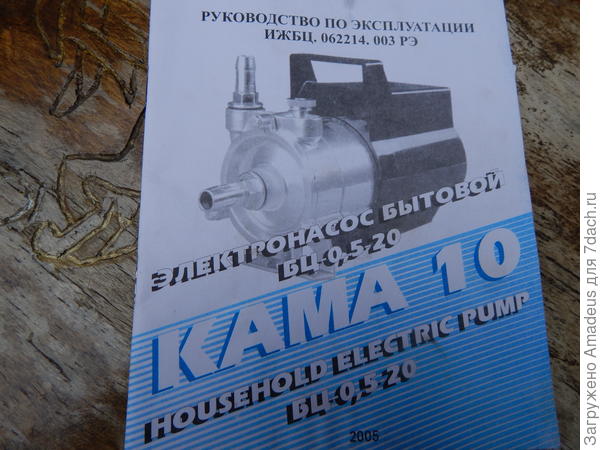 РУКОВОДСТВО ПО ЭКСПЛУАТАЦИИ
ИЖБЦ. 062214. 003 РЭ
ЭЛЕКТРОНАСОС БЫТОВОЙ
БЦ-0,5-20
КАМА 10
HOUSEHOLD ELECTRIC PUMP
БЦ-0,5-20
2005
Загружено Amadeus для 7dach.ru